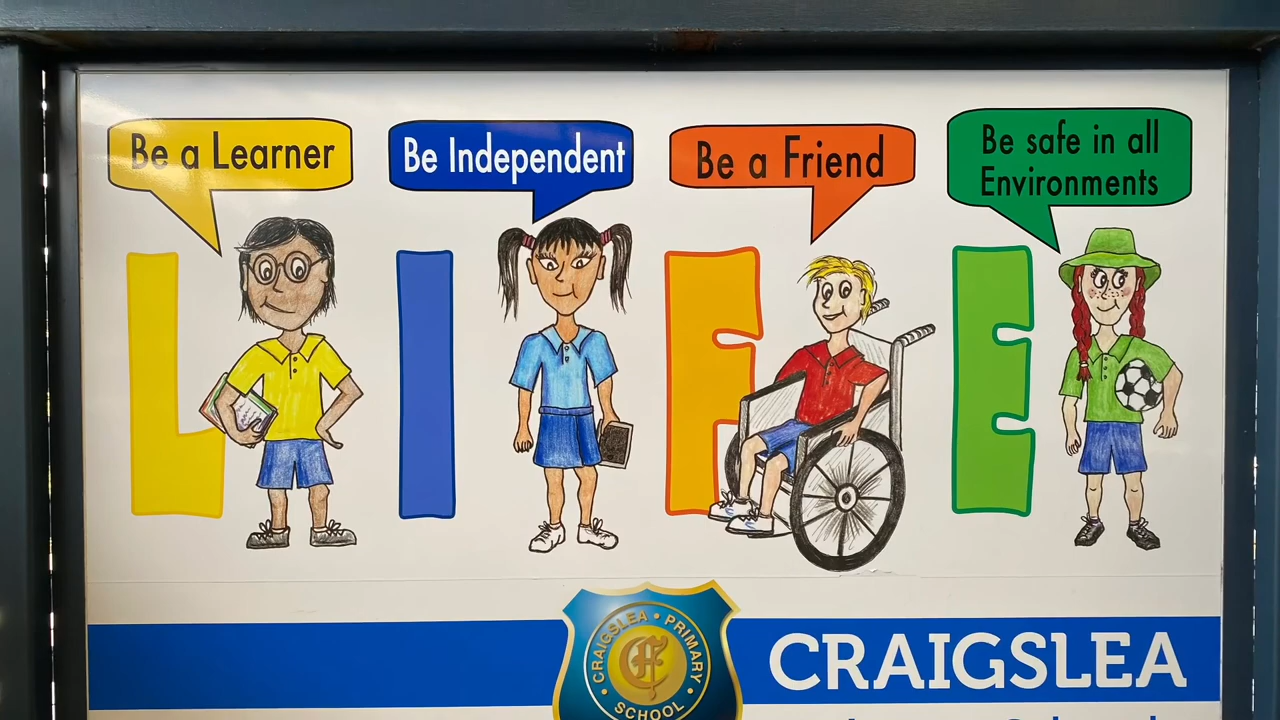 Be a Learner
Be Independent
Be a Friend
Be safe in all
Environments
L I F E
CRAIGSLEA • PRIMARY
• SCHOOL •
CRAIGSLEA